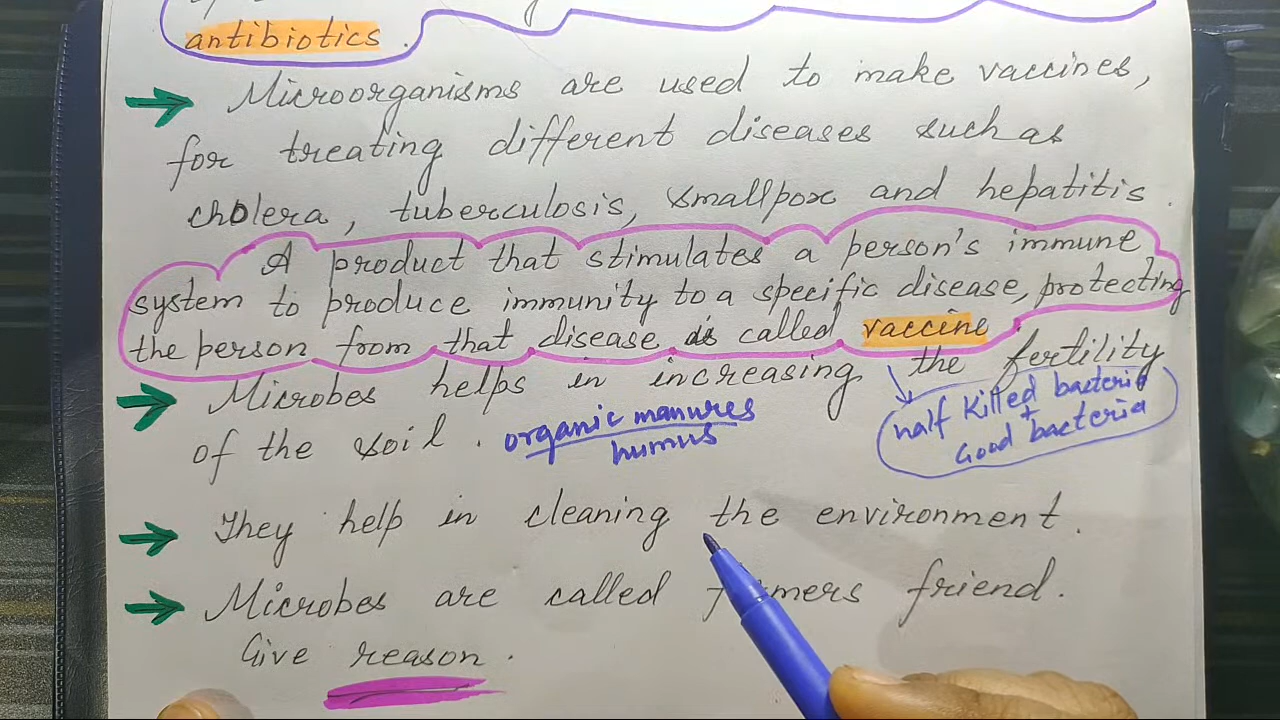 antibiotics.
Microorganisms are used to make vaccines,
for treating different diseases such as
cholera, tuberculosis, smallpox and hepatitis.
A product that stimulates a person's immune
system to produce immunity to a specific disease, protecting
the person from that disease is called vaccine.
Microbes helps in increasing the fertility
of the soil.
organic manures
humus
half killed bacteria
+
Good bacteria
They help in cleaning the environment.
Microbes are called farmers friend.
Give reason.